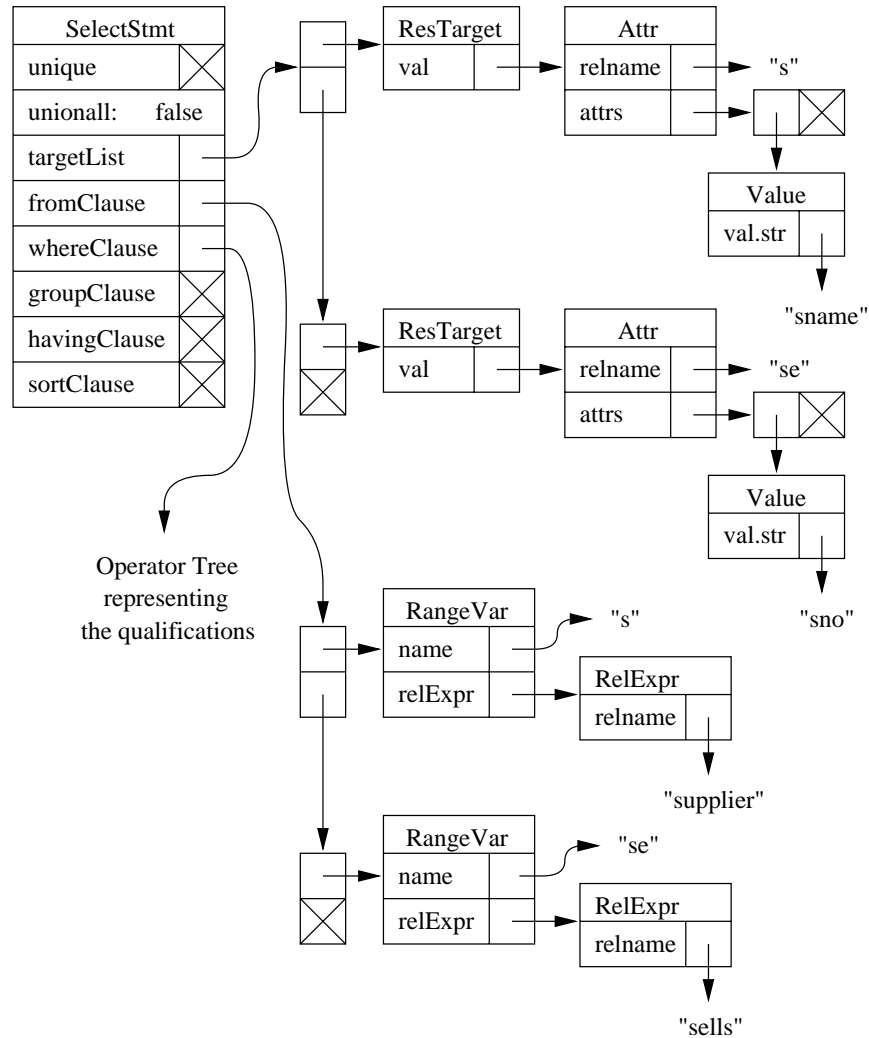 SelectStmt
unique
unionall: false
targetList
fromClause
whereClause
groupClause
havingClause
sortClause
ResTarget
val
Attr
relname
attrs
"s"
Value
val.str
"sname"
ResTarget
val
Attr
relname
attrs
"se"
Value
val.str
"sno"
Operator Tree
representing
the qualifications
RangeVar
name
relExpr
"s"
RelExpr
relname
"supplier"
RangeVar
name
relExpr
"se"
RelExpr
relname
"sells"